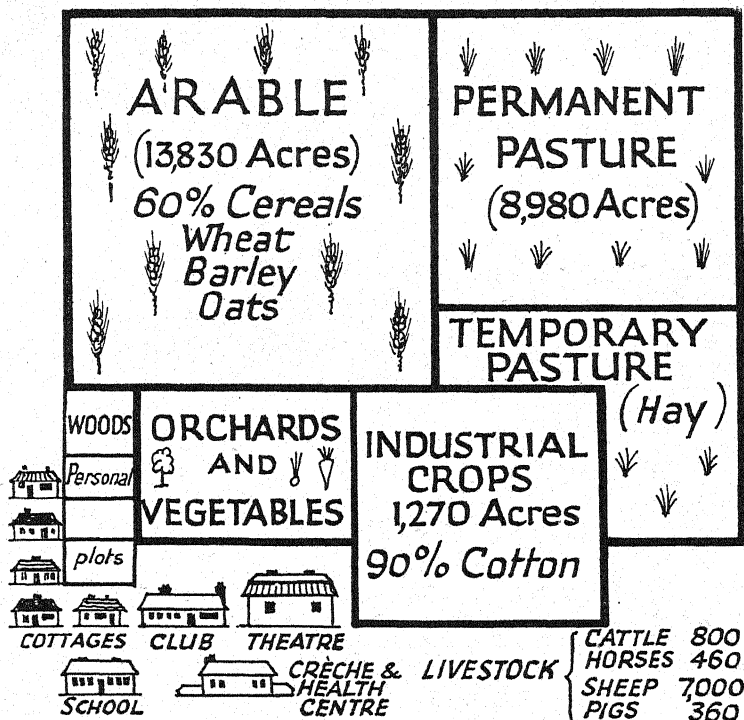 ARABLE
(13,830 Acres)
60% Cereals
Wheat
Barley
Oats
PERMANENT
PASTURE
(8,980 Acres)
TEMPORARY
PASTURE
(Hay)
WOODS
Personal
plots
ORCHARDS
AND
VEGETABLES
INDUSTRIAL
CROPS
1,270 Acres
90% Cotton
COTTAGES
CLUB
THEATRE
SCHOOL
CRÈCHE &
HEALTH
CENTRE
LIVESTOCK
CATTLE 800
HORSES 460
SHEEP 7,000
PIGS 360